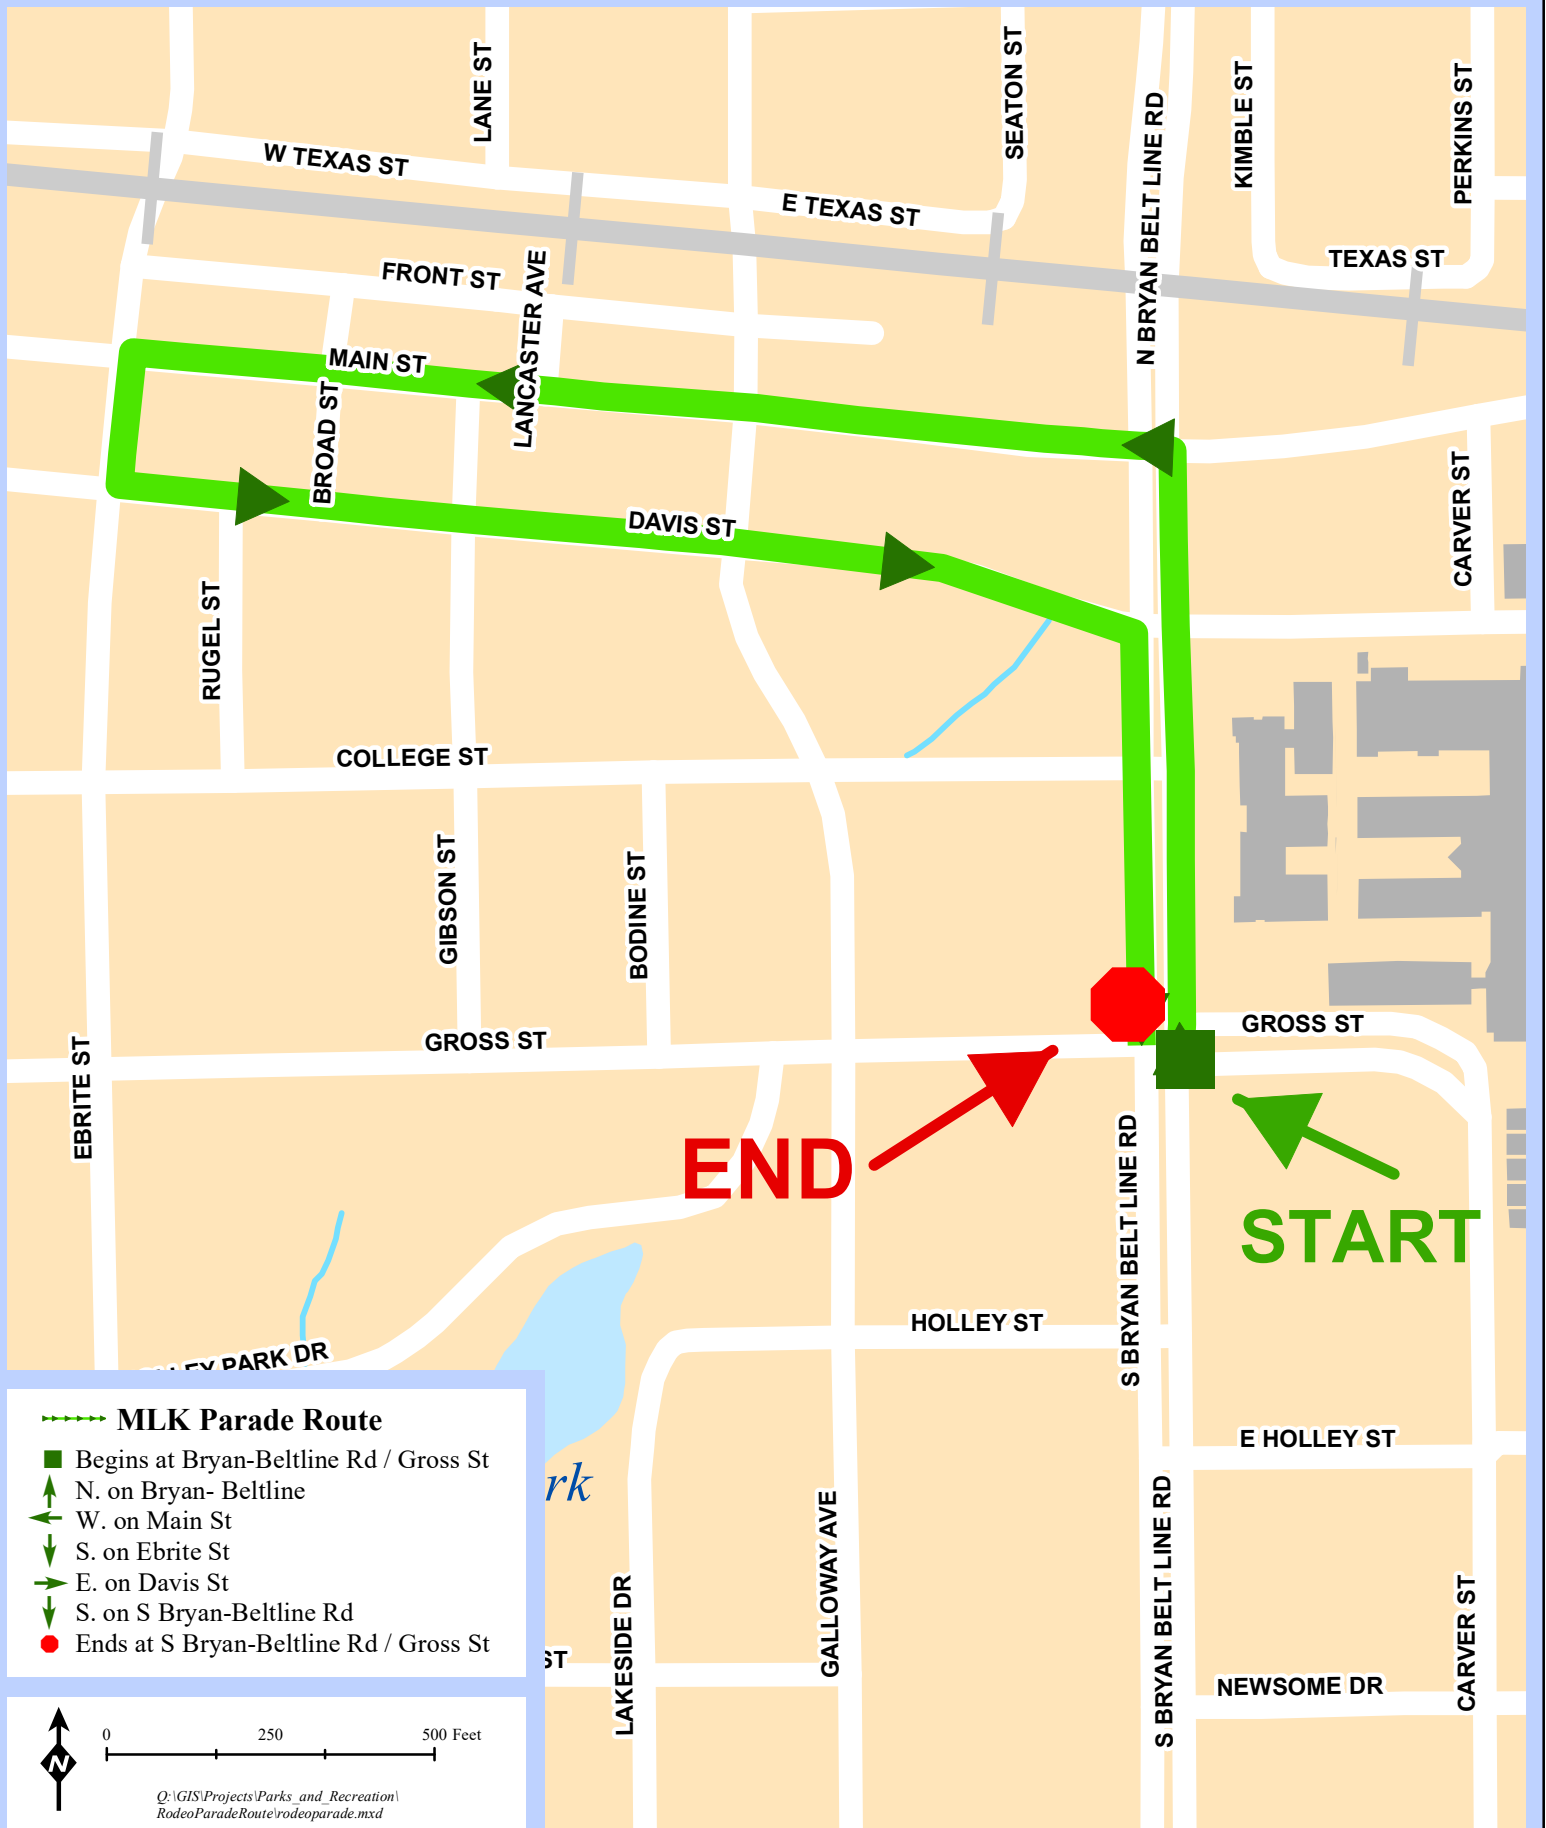 LANE ST
SEATON ST
N BRYAN BELT LINE RD
KIMBLE ST
PERKINS ST
W TEXAS ST
E TEXAS ST
TEXAS ST
FRONT ST
LANCASTER AVE
MAIN ST
BROAD ST
DAVIS ST
CARVER ST
RUGEL ST
COLLEGE ST
GIBSON ST
BODINE ST
GROSS ST
GROSS ST
EBRITE ST
END
START
S BRYAN BELT LINE RD
HOLLEY ST
PARK DR
E HOLLEY ST
rk
GALLOWAY AVE
S BRYAN BELT LINE RD
LAKESIDE DR
CARVER ST
ST
NEWSOME DR
MLK Parade Route
Begins at Bryan-Beltline Rd / Gross St
N. on Bryan- Beltline
W. on Main St
S. on Ebrite St
E. on Davis St
S. on S Bryan-Beltline Rd
Ends at S Bryan-Beltline Rd / Gross St
N
0 250 500 Feet
Q:\GIS\Projects\Parks_and_Recreation\
RodeoParadeRoute\rodeoparade.mxd